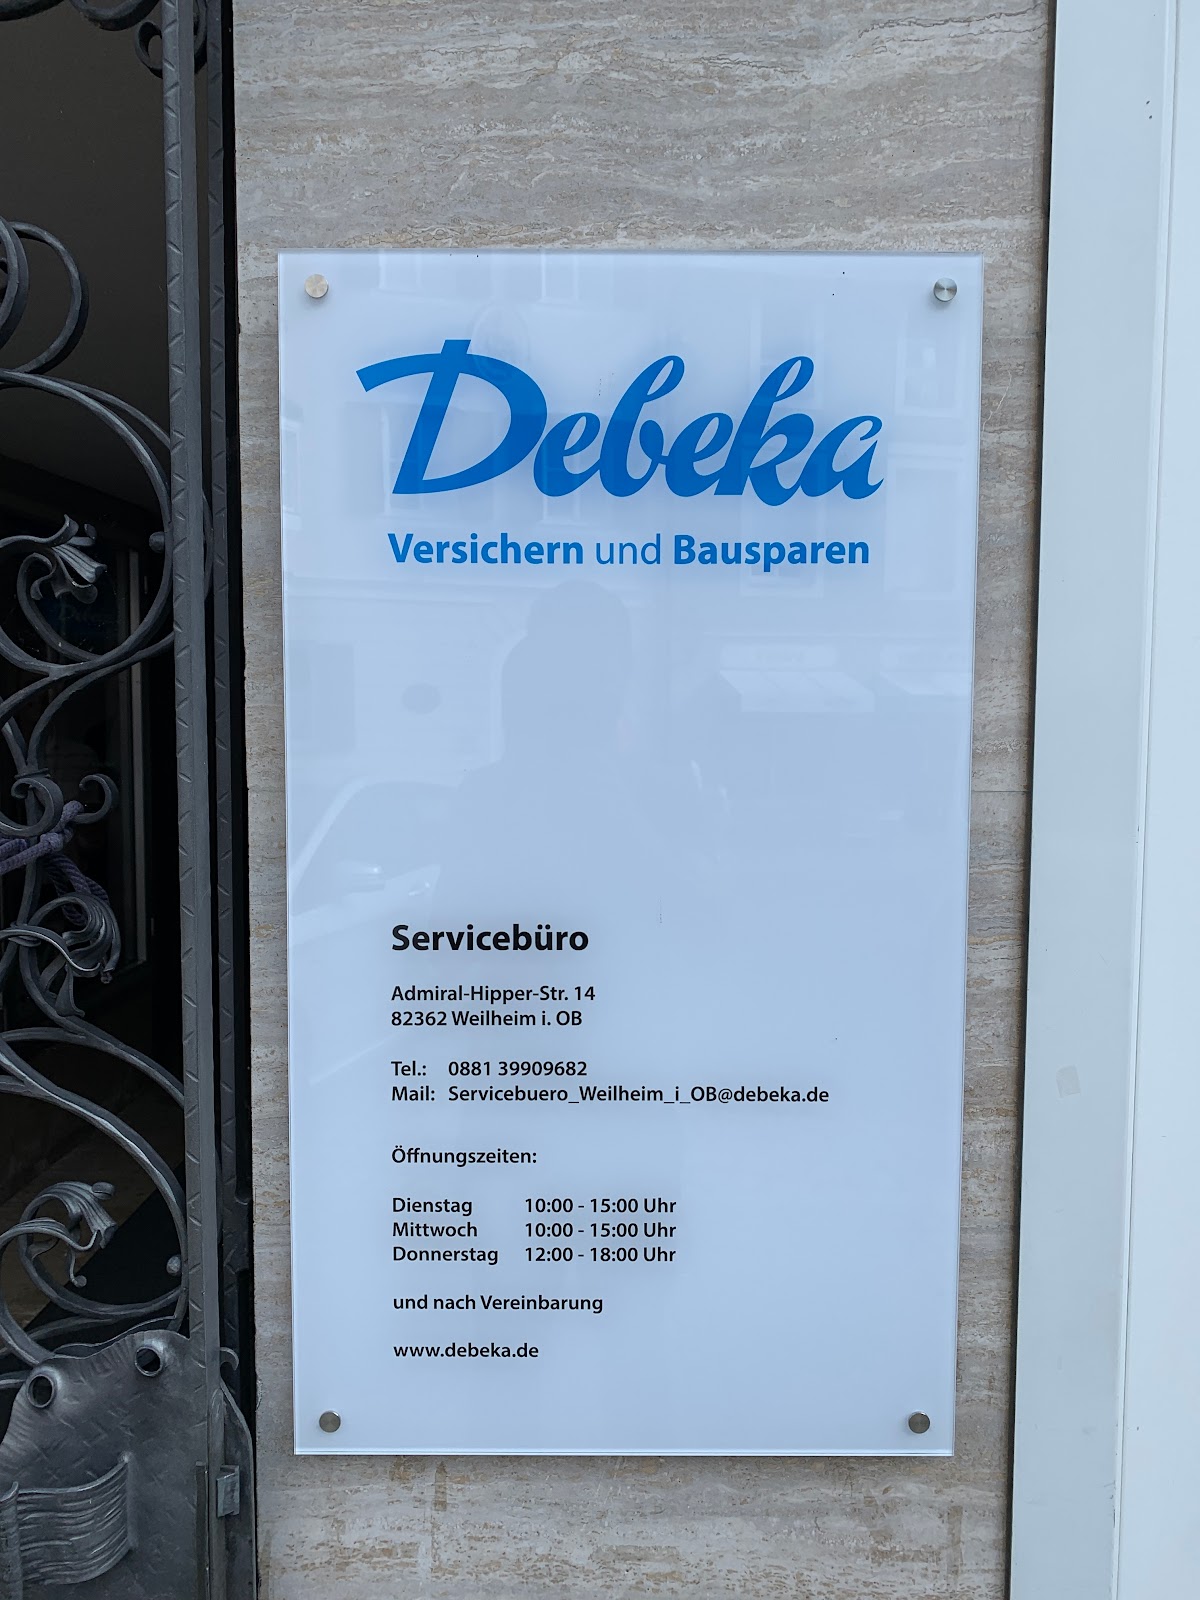 Debeka
Versichern und Bausparen
Servicebüro
Admiral-Hipper-Str. 14
82362 Weilheim i. OB
Tel.: 0881 39909682
Mail: Servicebuero_Weilheim_i_OB@debeka.de
Öffnungszeiten:
Dienstag 10:00 - 15:00 Uhr
Mittwoch 10:00 - 15:00 Uhr
Donnerstag 12:00 - 18:00 Uhr
und nach Vereinbarung
www.debeka.de